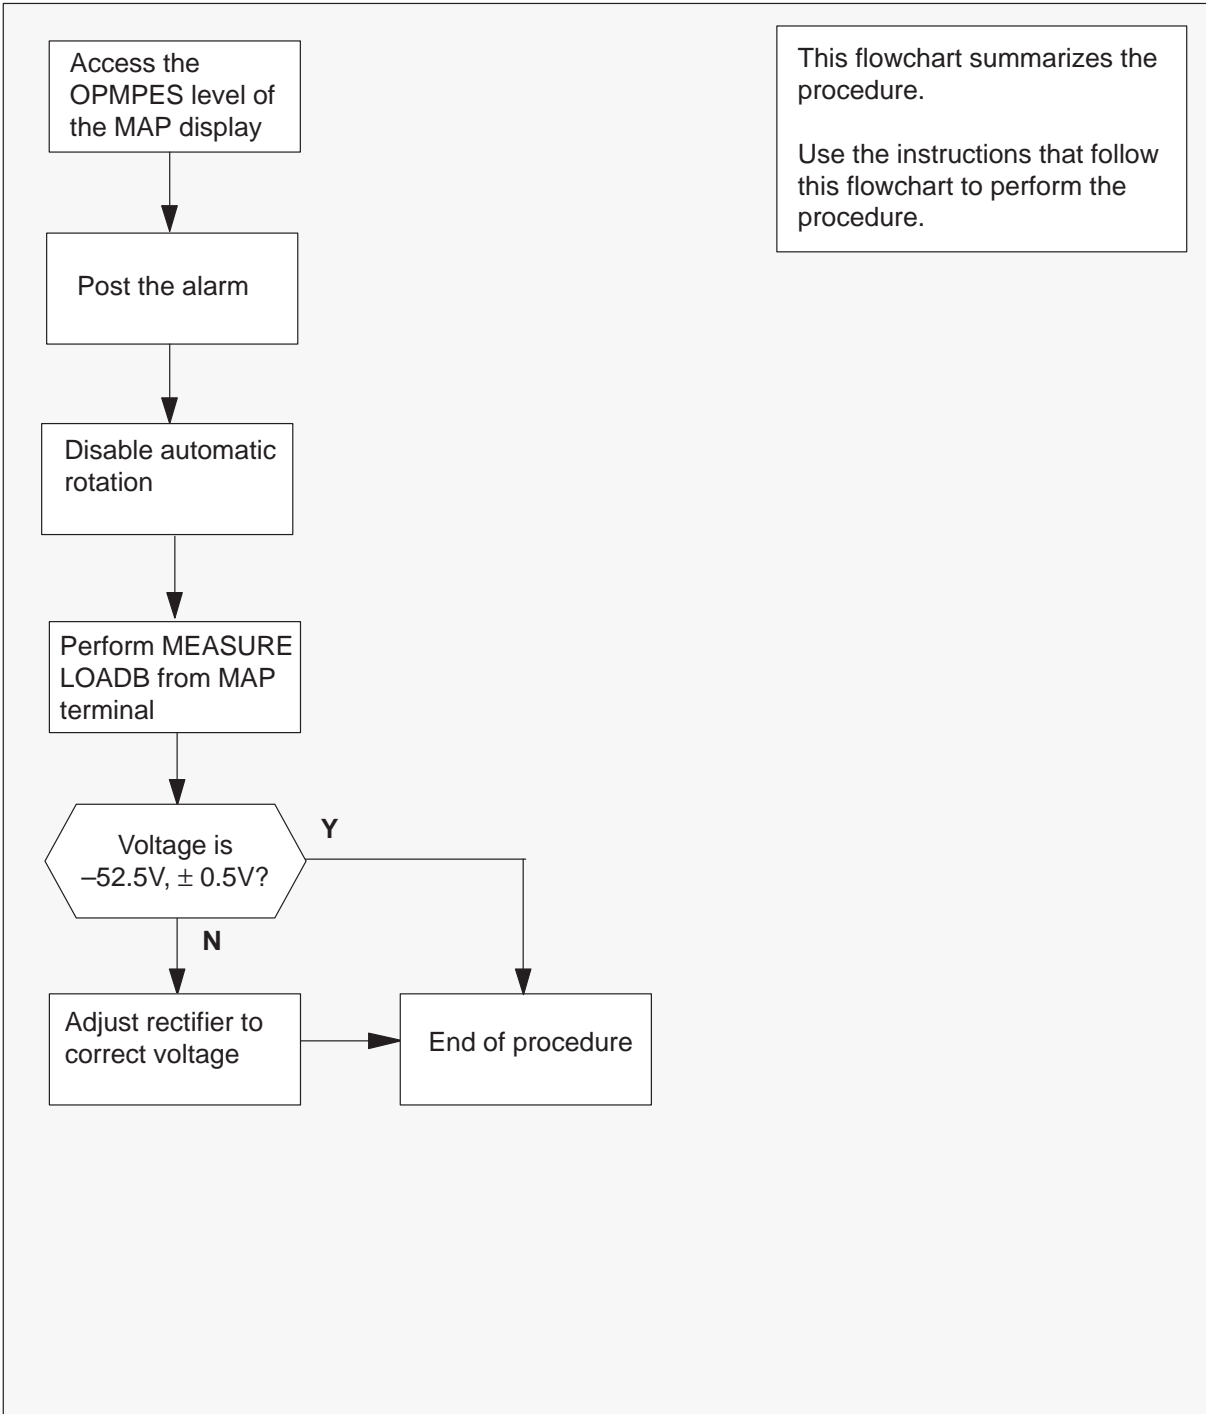 Access the
OPMPES level of
the MAP display
This flowchart summarizes the
procedure.
Use the instructions that follow
this flowchart to perform the
procedure.
Post the alarm
Disable automatic
rotation
Perform MEASURE
LOADB from MAP
terminal
Voltage is
–52.5V, ± 0.5V?
Y
N
Adjust rectifier to
correct voltage
End of procedure